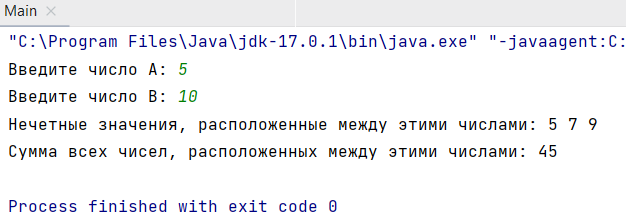 Main
"C:\Program Files\Java\jdk-17.0.1\bin\java.exe" "-javaagent:C:
Введите число A: 5
Введите число B: 10
Нечетные значения, расположенные между этими числами: 5 7 9
Сумма всех чисел, расположенных между этими числами: 45
Process finished with exit code 0